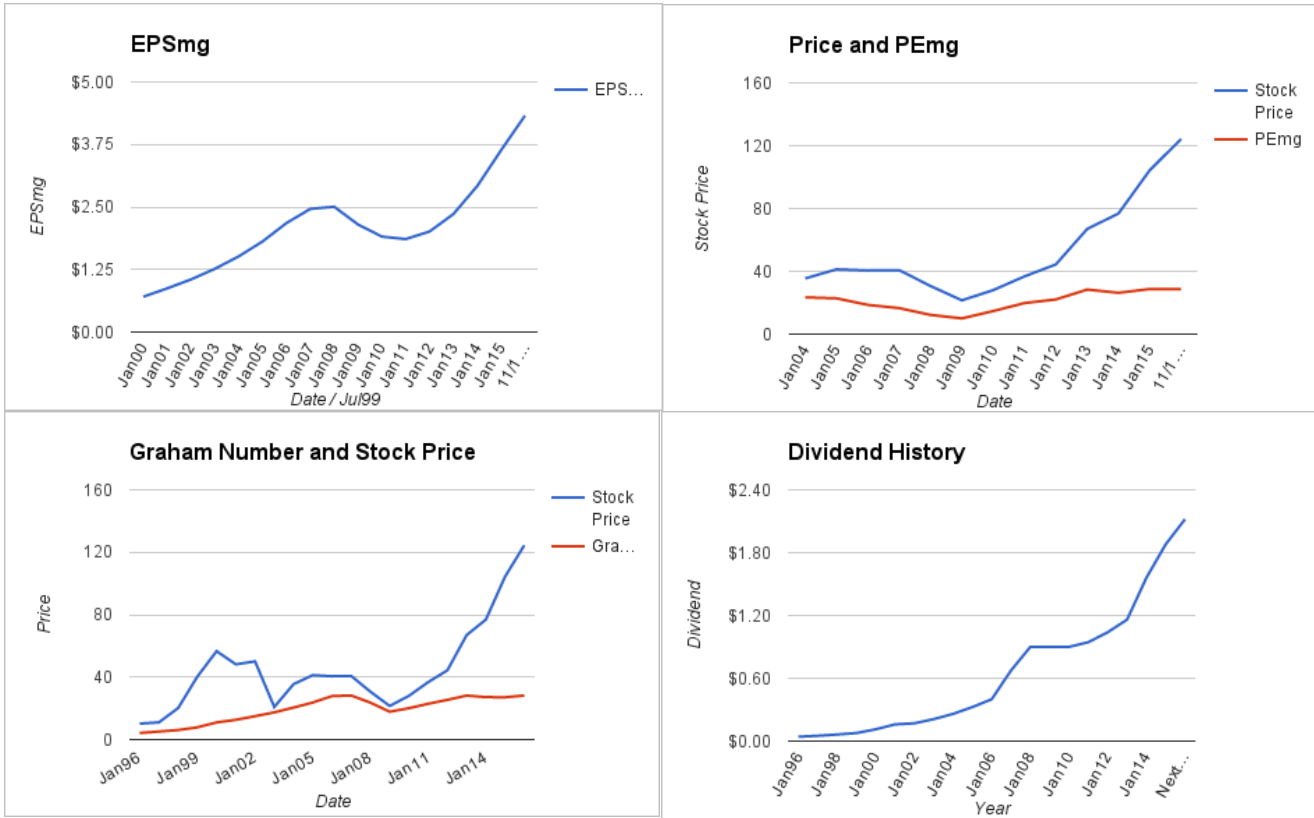 EPSmg
$5.00
$3.75
$2.50
$1.25
$0.00
EPSmg
EPS...
Jan00
Jan01
Jan02
Jan03
Jan04
Jan05
Jan06
Jan07
Jan08
Jan09
Jan10
Jan11
Jan12
Jan13
Jan14
Jan15
11/1...
Date / Jul99
Price and PEmg
160
120
80
40
0
Stock Price
Stock
Price
PEmg
Jan04
Jan05
Jan06
Jan07
Jan08
Jan09
Jan10
Jan11
Jan12
Jan13
Jan14
Jan15
11/1...
Date
Graham Number and Stock Price
160
120
80
40
0
Price
Stock
Price
Gra...
Jan96
Jan99
Jan02
Jan05
Jan08
Jan11
Jan14
Date
Dividend History
$2.40
$1.80
$1.20
$0.60
$0.00
Dividend
Jan96
Jan98
Jan00
Jan02
Jan04
Jan06
Jan08
Jan10
Jan12
Jan14
Next...
Year